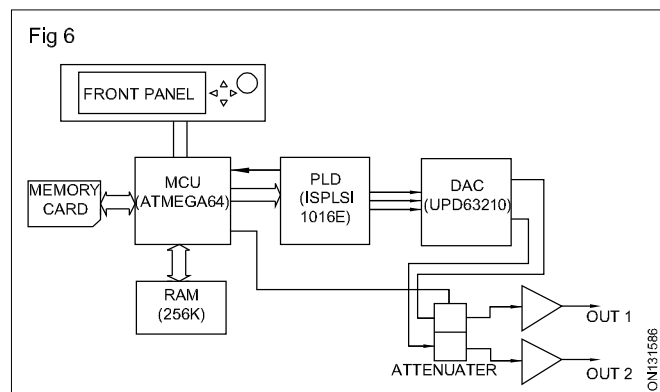 Fig 6
FRONT PANEL
MCU
(ATMEGA64)
PLD
(ISPLSI
1016E)
DAC
(UPD63210)
MEMORY
CARD
RAM
(256K)
ATTENUATER
OUT 1
OUT 2
ON131586